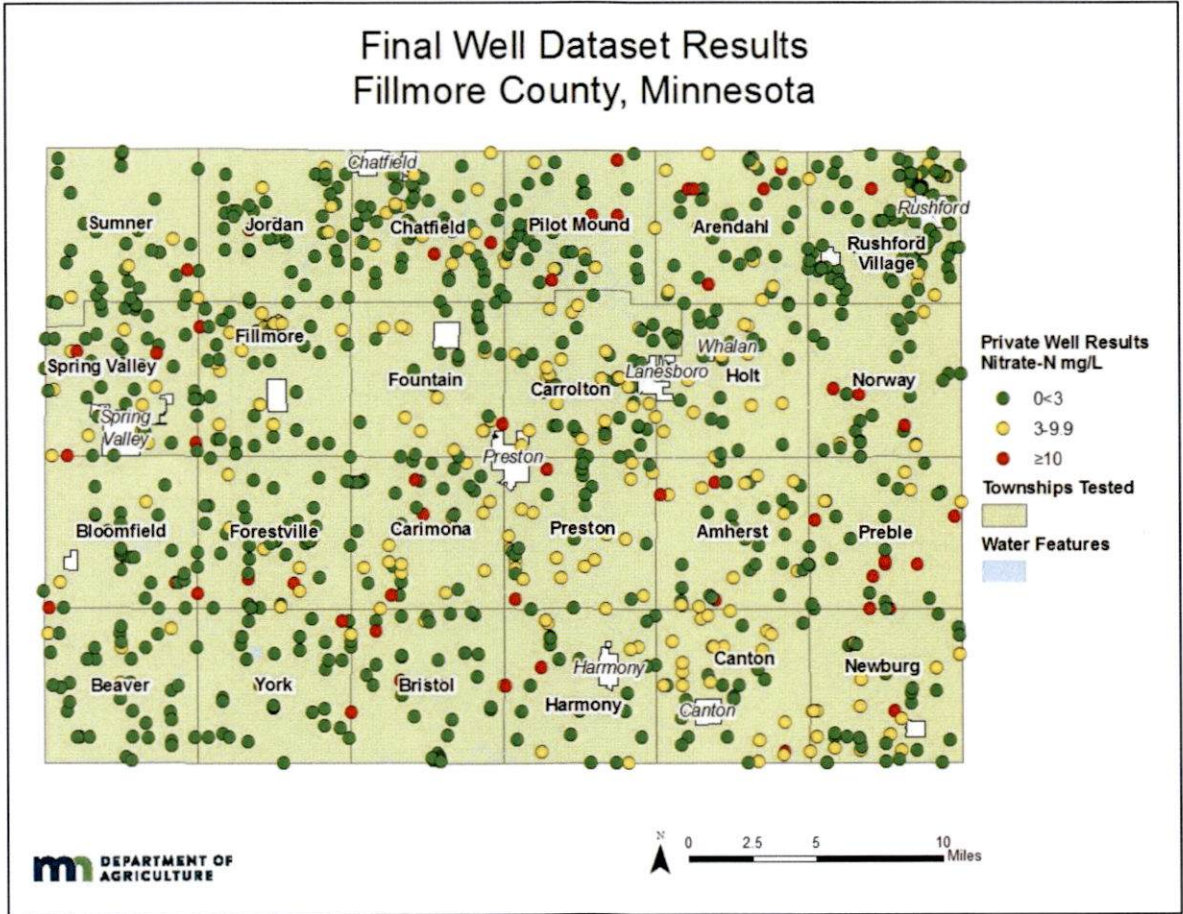 Final Well Dataset Results
Fillmore County, Minnesota
Chatfield
Sumner
Jordan
Chatfield
Pilot Mound
Arendahl
Rushford
Rushford
Village
Fillmore
Spring Valley
Fountain
Carrolton
Lanesboro
Whalan
Holt
Norway
Spring
Valley
Preston
Bloomfield
Forestville
Carimona
Preston
Amherst
Preble
Beaver
York
Bristol
Harmony
Harmony
Canton
Canton
Newburg
Private Well Results
Nitrate-N mg/L
0<3
3-9.9
≥10
Townships Tested
Water Features
mn DEPARTMENT OF
AGRICULTURE
N
0 2.5 5 10
Miles